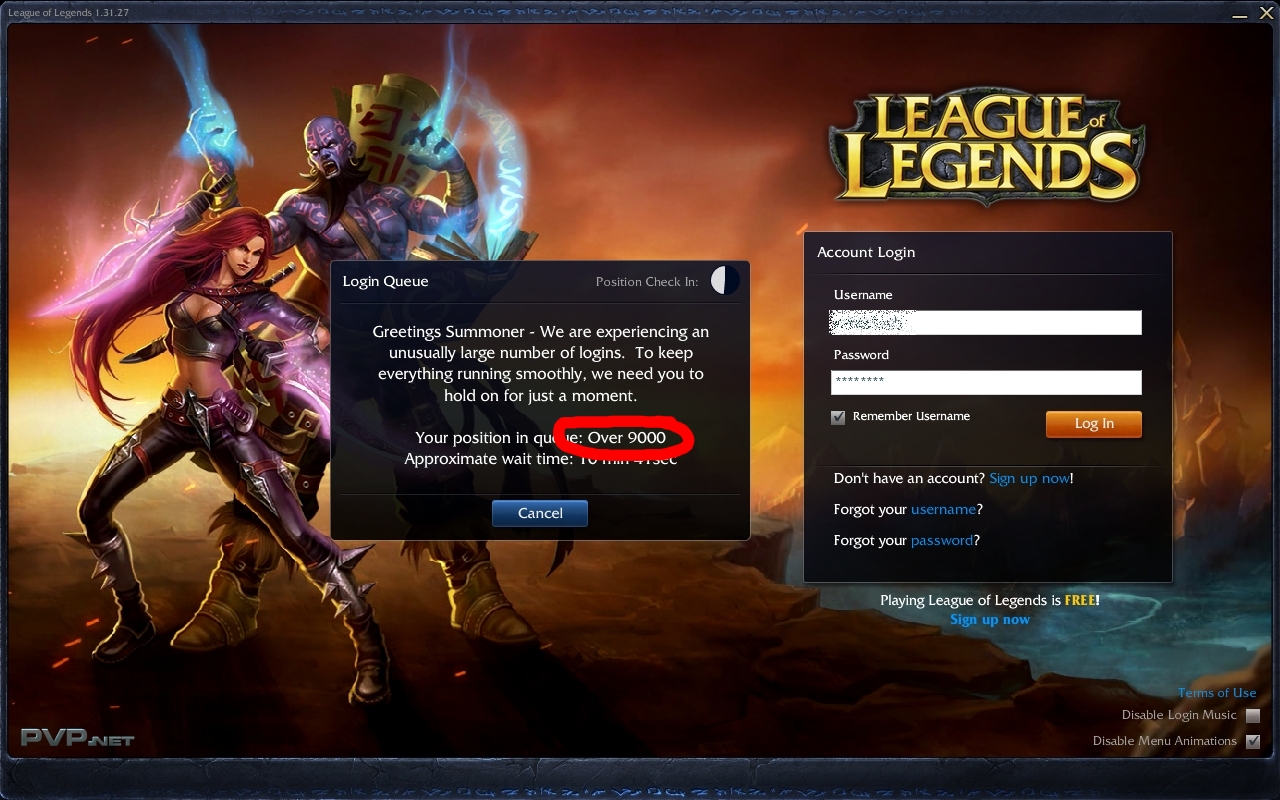 League of Legends 1.31.27
LEAGUE of
LEGENDS
Login Queue
Position Check In:
Greetings Summoner - We are experiencing an
unusually large number of logins. To keep
everything running smoothly, we need you to
hold on for just a moment.
Your position in queue: Over 9000
Approximate wait time: 10 min 41sec
Cancel
Account Login
Username
Password
********
Remember Username
Log In
Don't have an account? Sign up now!
Forgot your username?
Forgot your password?
Playing League of Legends is FREE!
Sign up now
Terms of Use
Disable Login Music
Disable Menu Animations
PVP.NET